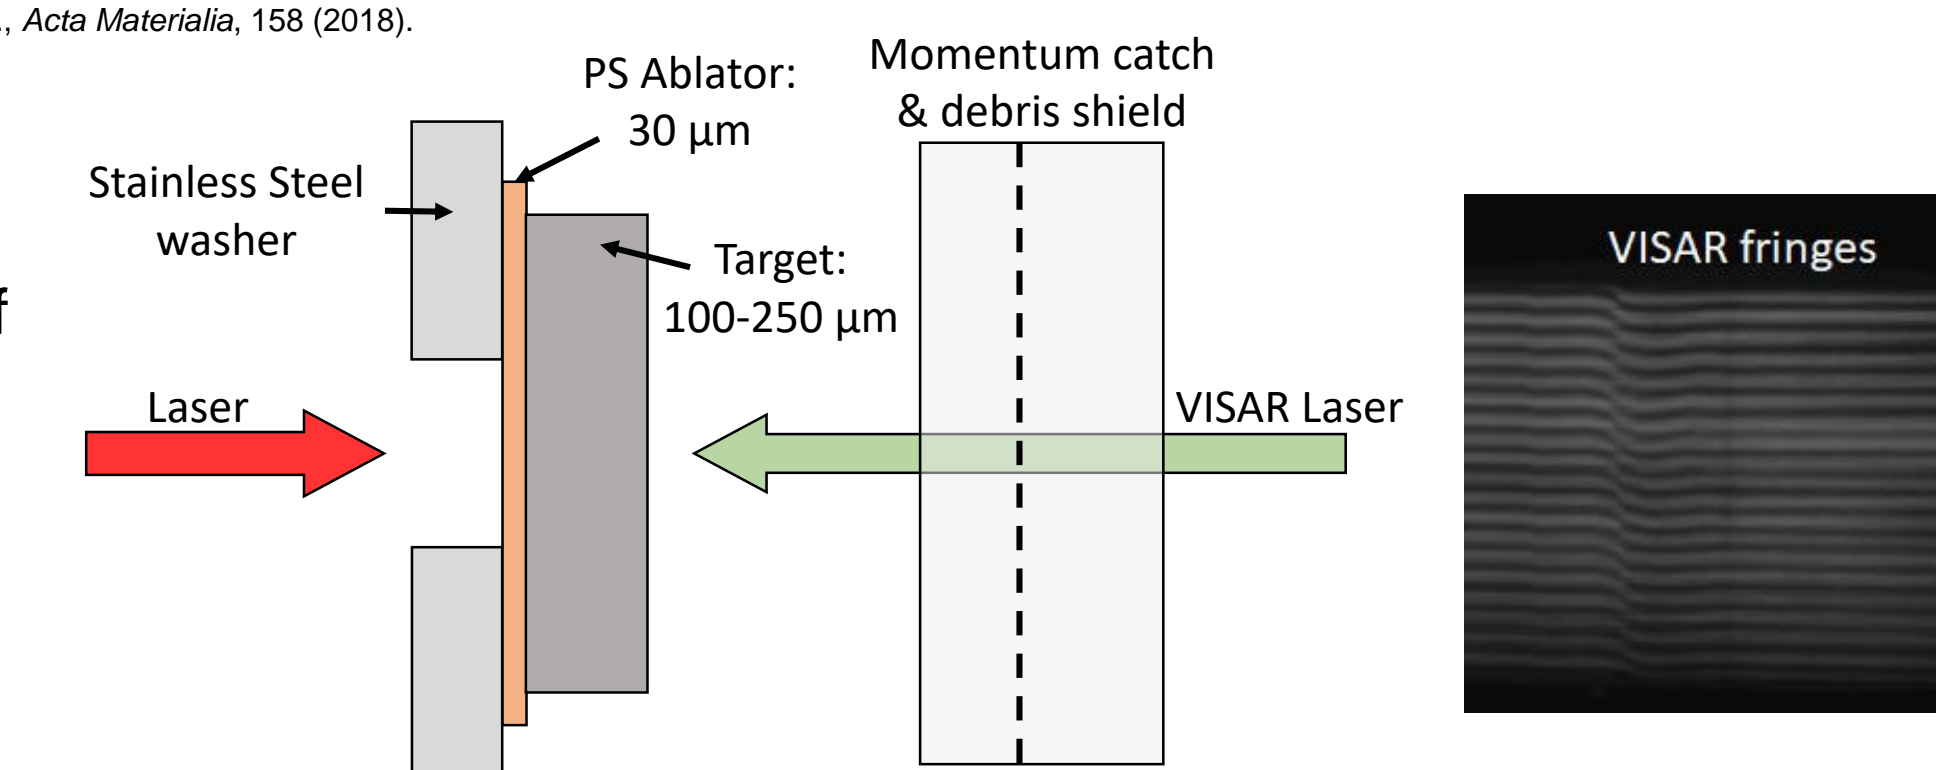 ., Acta Materialia, 158 (2018).
Momentum catch
& debris shield
PS Ablator:
30 µm
Stainless Steel
washer
Target:
100-250 µm
f
Laser
VISAR Laser
VISAR fringes